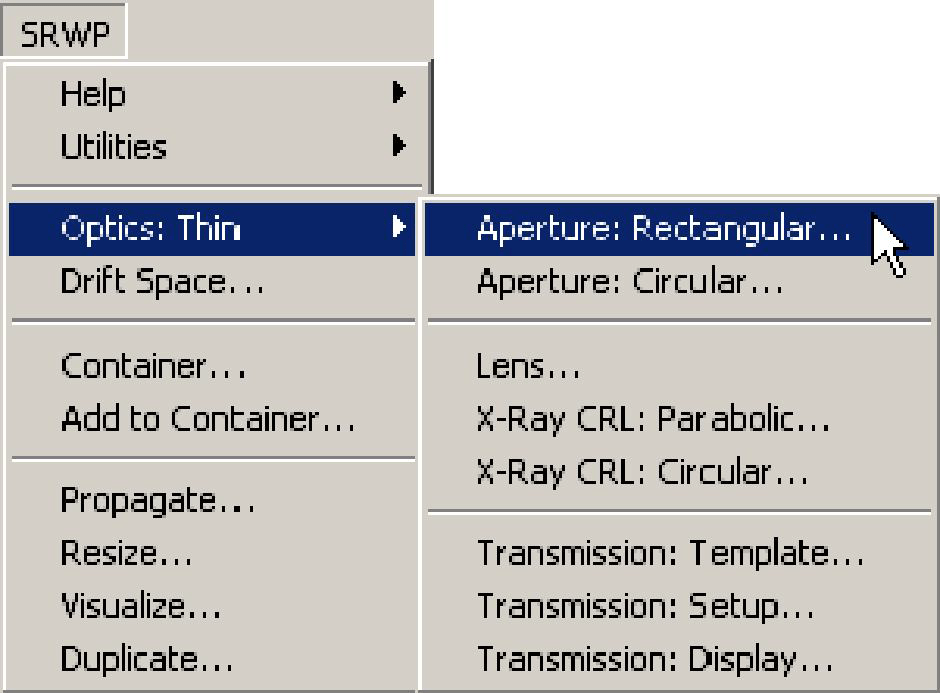 SRWP
Help
Utilities
Optics: Thin
Drift Space...
Container...
Add to Container...
Propagate...
Resize...
Visualize...
Duplicate...
Aperture: Rectangular...
Aperture: Circular...
Lens...
X-Ray CRL: Parabolic...
X-Ray CRL: Circular...
Transmission: Template...
Transmission: Setup...
Transmission: Display...